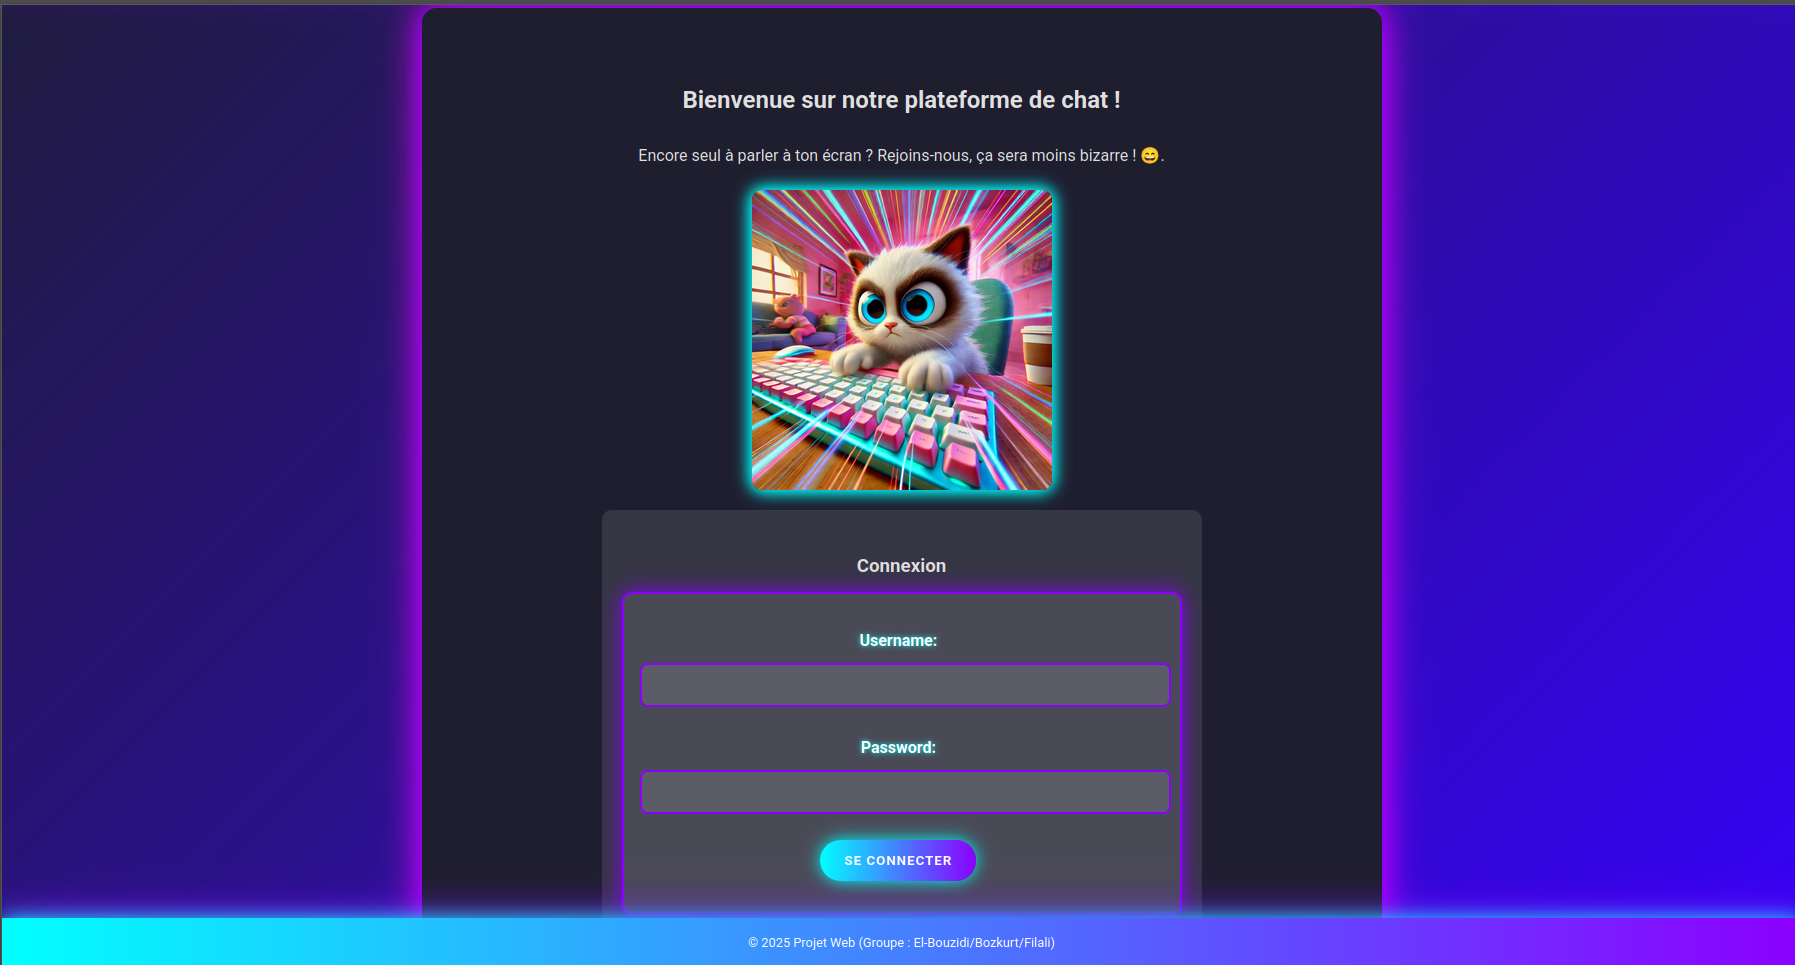 Bienvenue sur notre plateforme de chat !
Encore seul à parler à ton écran ? Rejoins-nous, ça sera moins bizarre ! 😄.
Connexion
Username:
Password:
SE CONNECTER
© 2025 Projet Web (Groupe : El-Bouzidi/Bozkurt/Filali)